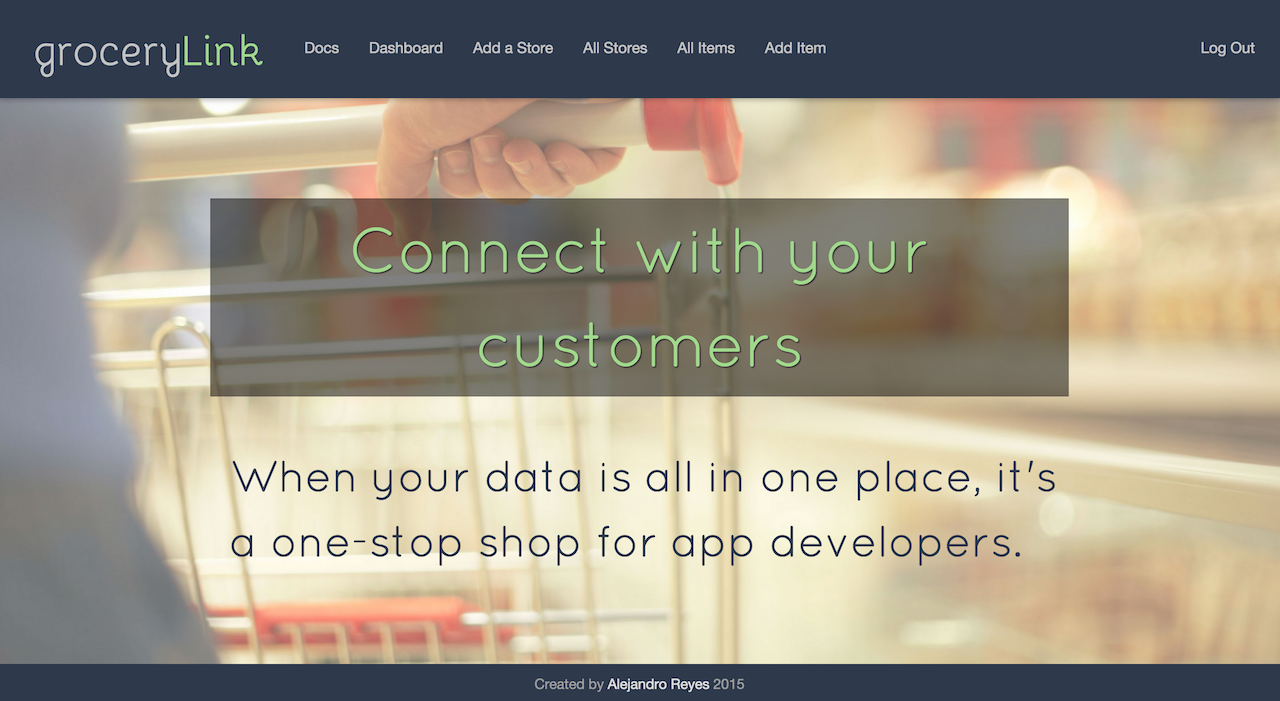 groceryLink Docs Dashboard Add a Store All Stores All Items Add Item Log Out
Connect with your
customers
When your data is all in one place, it's
a one-stop shop for app developers.
Created by Alejandro Reyes 2015